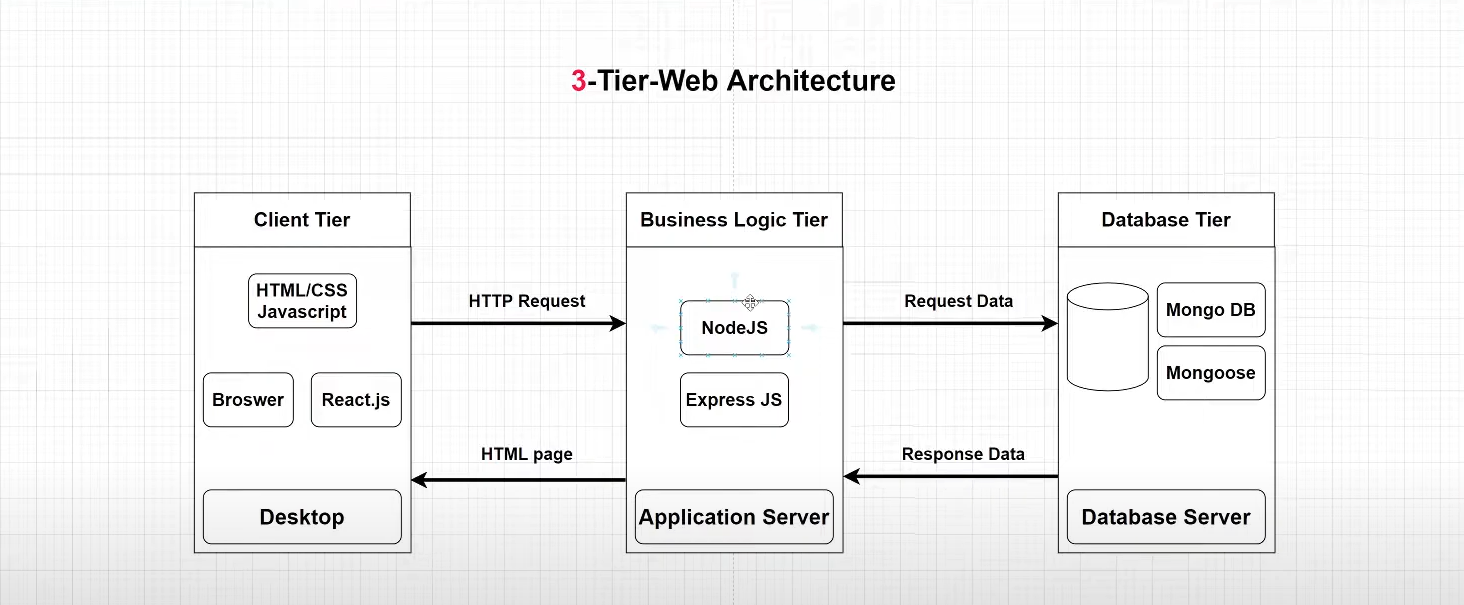 3-Tier-Web Architecture
Client Tier
HTML/CSS
Javascript
Broswer
React.js
Desktop
HTTP Request
HTML page
Business Logic Tier
NodeJS
Express JS
Application Server
Request Data
Response Data
Database Tier
Mongo DB
Mongoose
Database Server